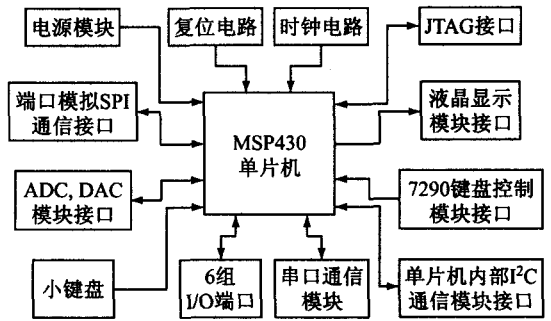 电源模块
复位电路
时钟电路
JTAG接口
端口模拟SPI
通信接口
MSP430
单片机
液晶显示
模块接口
ADC, DAC
模块接口
7290键盘控制
模块接口
小键盘
6组
I/O端口
串口通信
模块
单片机内部I²C
通信模块接口